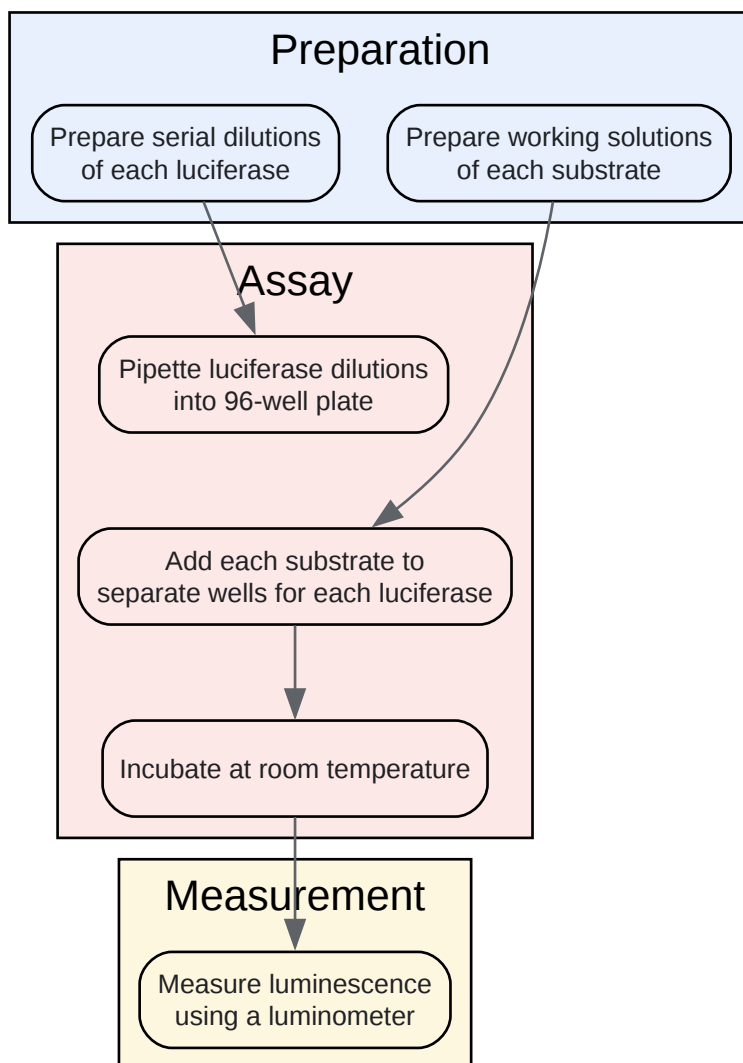 Preparation
Prepare serial dilutions
of each luciferase
Prepare working solutions
of each substrate
Assay
Pipette luciferase dilutions
into 96-well plate
Add each substrate to
separate wells for each luciferase
Incubate at room temperature
Measurement
Measure luminescence
using a luminometer